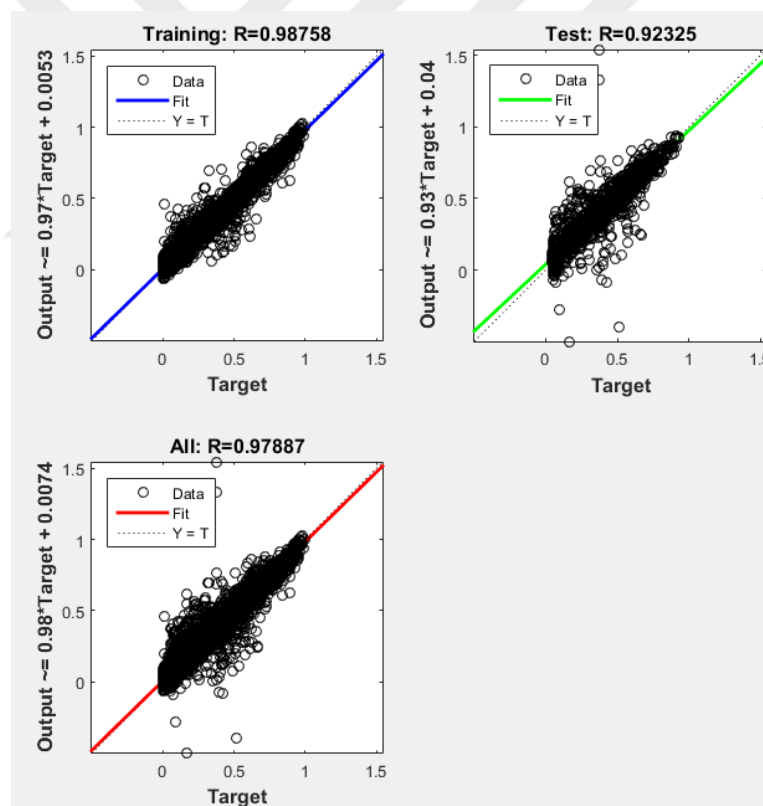 Training: R=0.98758
Output ~= 0.97*Target + 0.0053
1.5
1
0.5
0
Data
Fit
Y = T
0
0.5
1
1.5
Target
Test: R=0.92325
Output ~= 0.93*Target + 0.04
1.5
1
0.5
0
Data
Fit
Y = T
0
0.5
1
1.5
Target
All: R=0.97887
Output ~= 0.98*Target + 0.0074
1.5
1
0.5
0
Data
Fit
Y = T
0
0.5
1
1.5
Target